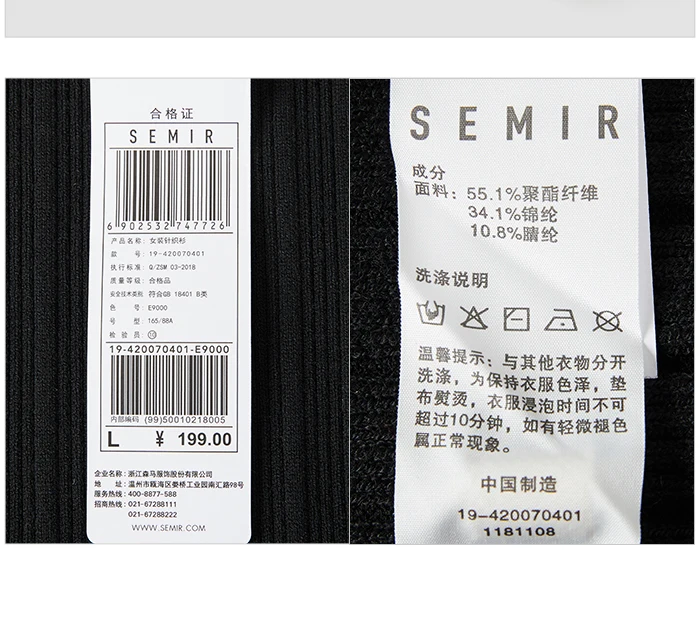 合格证
SEMIR
6 902532 747726
产品名称: 女装针织衫
款 号: 19-420070401
执行标准: Q/ZSM 03-2018
质量等级: 合格品
安全技术类别 符合GB 18401 B类
色 号: E9000
号 型: 165/88A
检 验 员: ⑩
19-420070401-E9000
内部编码 (99)50010218005
L ¥ 199.00
企业名称: 浙江森马服饰股份有限公司
地 址: 温州市瓯海区娄桥工业园南汇路98号
服务热线: 400-8877-588
招商热线: 021-67288111
021-67288222
WWW.SEMIR.COM
SEMIR
成分
面料: 55.1%聚酯纤维
34.1%锦纶
10.8%腈纶
洗涤说明
温馨提示: 与其他衣物分开
洗涤, 为保持衣服色泽, 垫
布熨烫, 衣服浸泡时间不可
超过10分钟, 如有轻微褪色
属正常现象。
中国制造
19-420070401
1181108